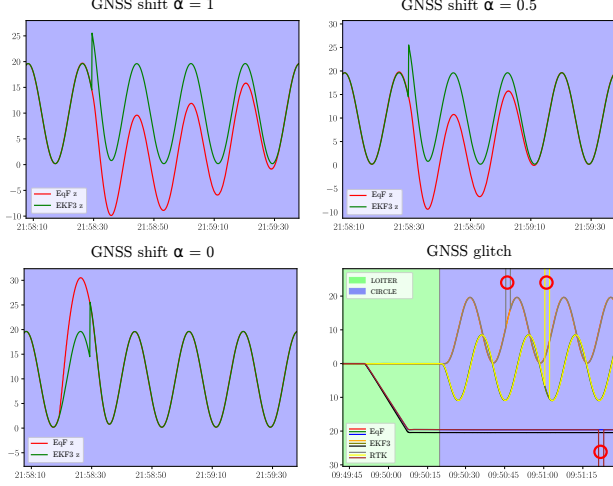 GNSS shift α = 1
25
20
15
10
5
0
−5
−10
EqF z
EKF3 z
21:58:10 21:58:30 21:58:50 21:59:10 21:59:30
GNSS shift α = 0.5
30
25
20
15
10
5
0
−5
−10
EqF z
EKF3 z
21:58:10 21:58:30 21:58:50 21:59:10 21:59:30
GNSS shift α = 0
30
25
20
15
10
5
0
−5
EqF z
EKF3 z
21:58:10 21:58:30 21:58:50 21:59:10 21:59:30
GNSS glitch
LOITER
CIRCLE
20
10
0
10
20
30
EqF
EKF3
RTK
09:49:45 09:50:00 09:50:15 09:50:30 09:50:45 09:51:00 09:51:15